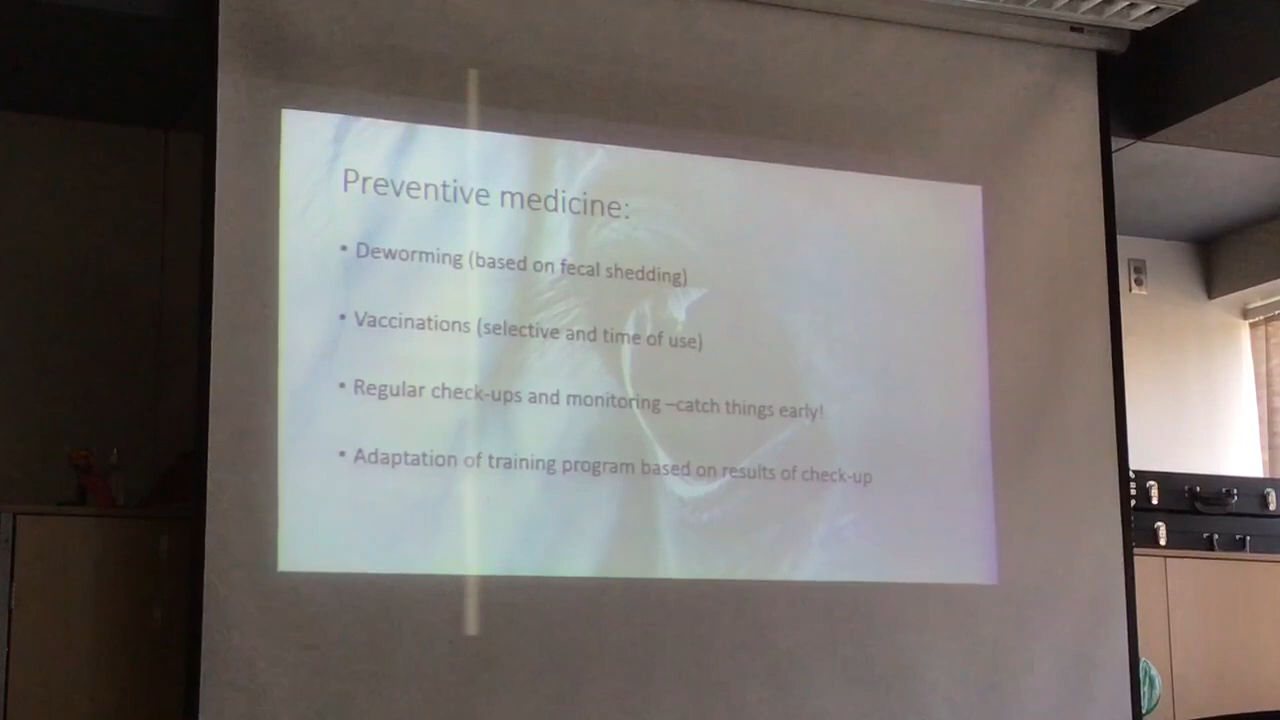 Preventive medicine:
• Deworming (based on fecal shedding)
• Vaccinations (selective and time of use)
• Regular check-ups and monitoring –catch things early!
• Adaptation of training program based on results of check-up